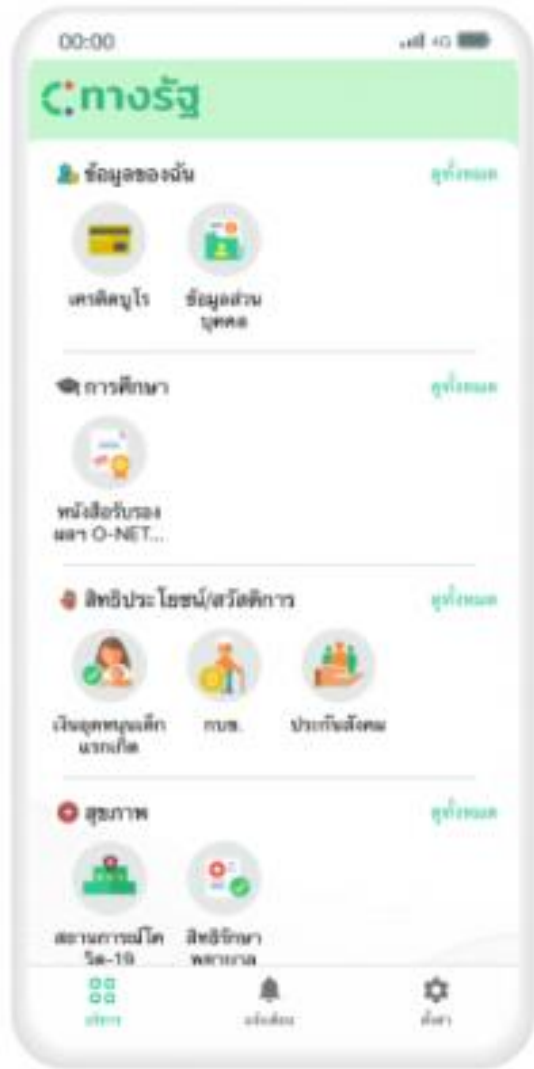 00:00
4G
ทางรัฐ
ข้อมูลของฉัน
ดูทั้งหมด
เครดิตบูโร
ข้อมูลส่วน
บุคคล
การศึกษา
ดูทั้งหมด
หนังสือรับรอง
ผลฯ O-NET...
สิทธิประโยชน์/สวัสดิการ
ดูทั้งหมด
เงินอุดหนุนเด็ก
แรกเกิด
กบข.
ประกันสังคม
สุขภาพ
ดูทั้งหมด
สถานการณ์โค
วิด-19
สิทธิรักษา
พยาบาล
บริการ
แจ้งเตือน
ตั้งค่า